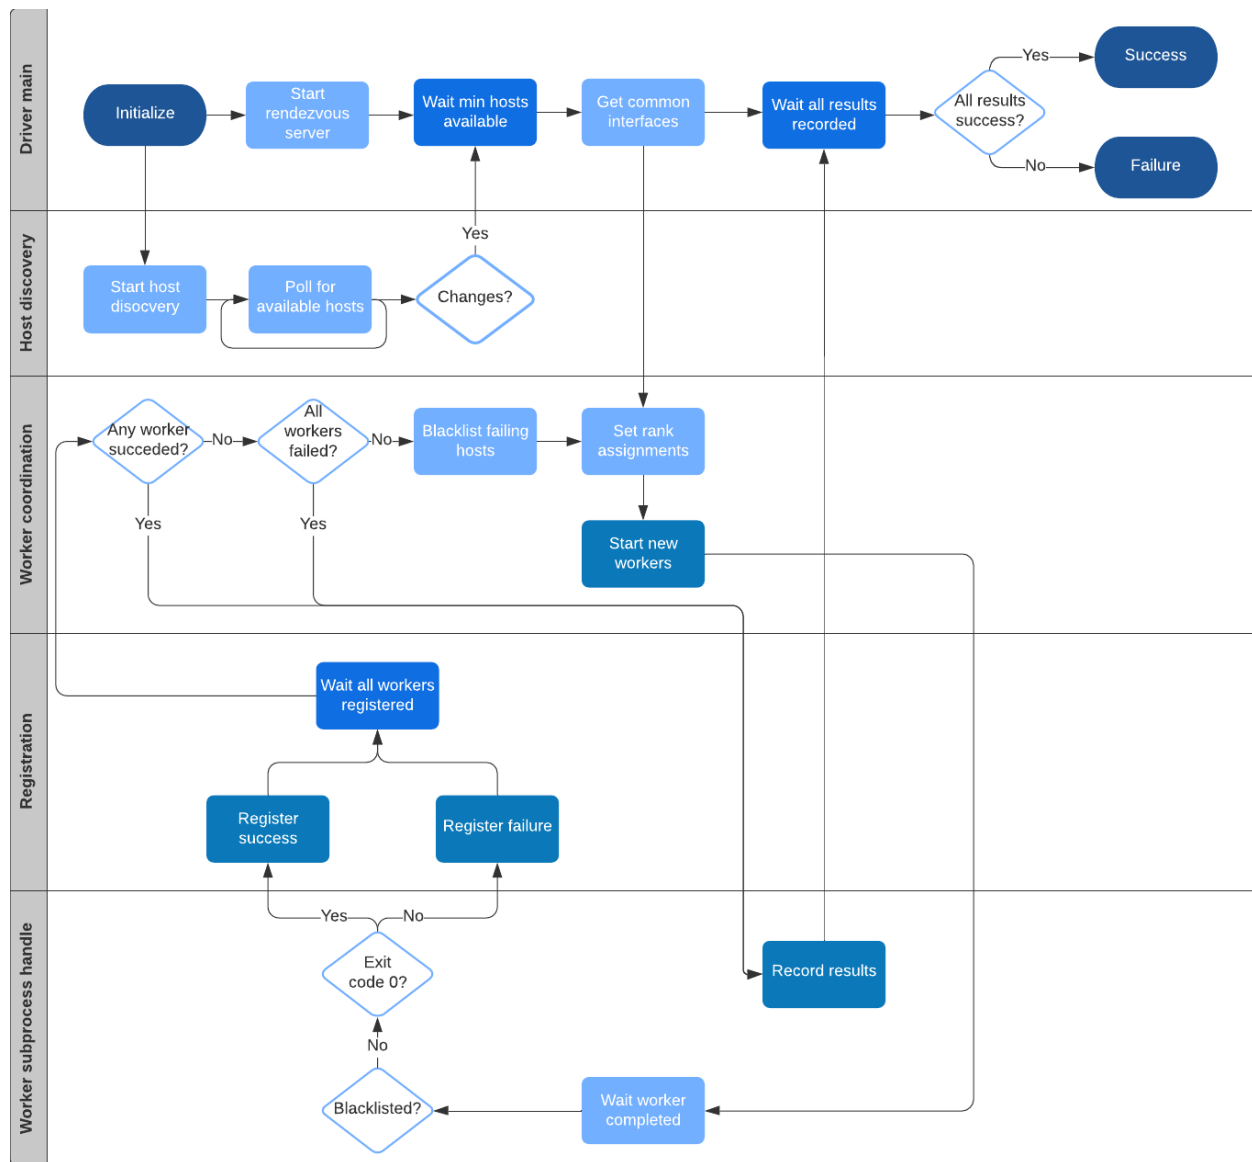 Driver main
Initialize
Start
rendezvous
server
Wait min hosts
available
Get common
interfaces
Wait all results
recorded
All results
success?
Yes
Success
No
Failure
Host discovery
Start host
disocvery
Poll for
available hosts
Changes?
Yes
Worker coordination
Any worker
succeded?
No
All
workers
failed?
No
Blacklist failing
hosts
Set rank
assignments
Yes
Yes
Start new
workers
Registration
Wait all workers
registered
Register
success
Register failure
Worker subprocess handle
Yes
No
Exit
code 0?
Record results
No
Blacklisted?
Wait worker
completed